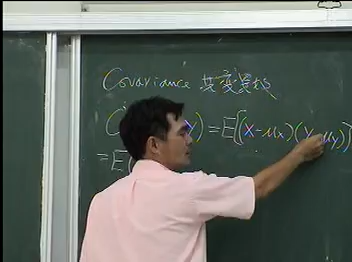 Covariance 共變異數
C Y) = E[(X-μx)(Y-μy)]
= E[